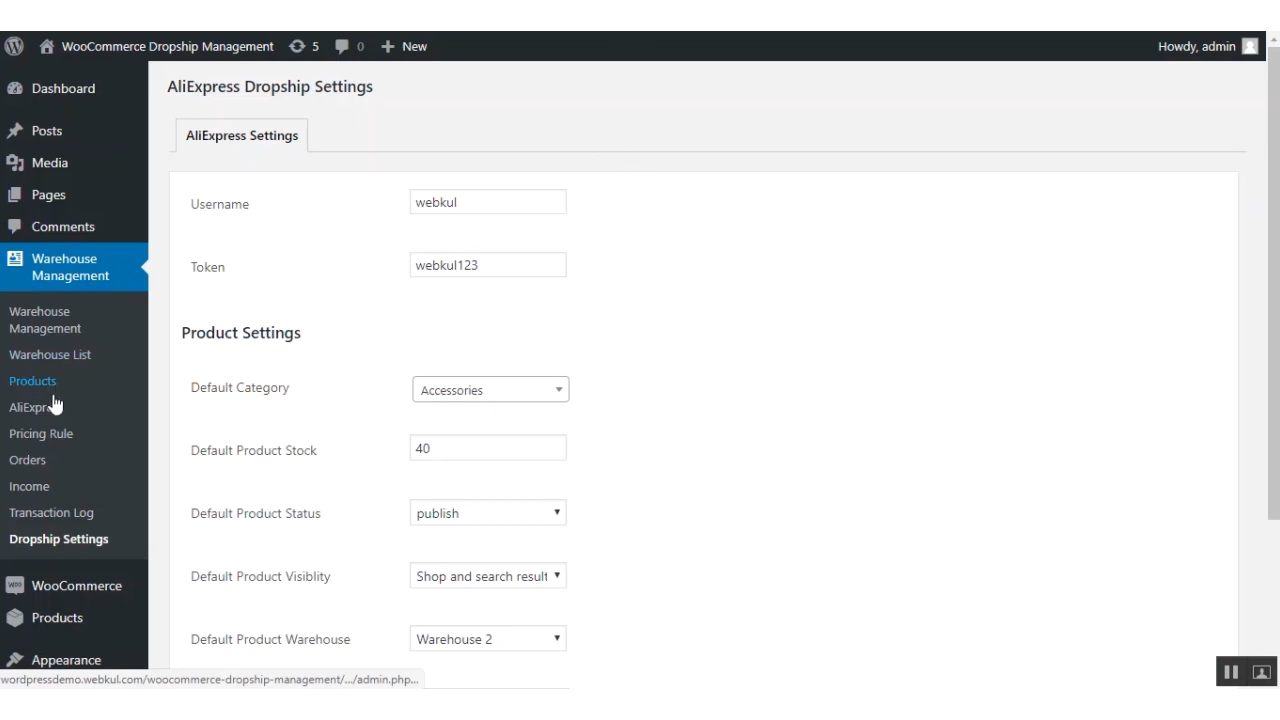 WooCommerce Dropship Management 5 0 New
Howdy, admin
Dashboard
Posts
Media
Pages
Comments
Warehouse
Management
Warehouse
Management
Warehouse List
Products
Pricing Rule
Orders
Income
Transaction Log
Dropship Settings
WooCommerce
Products
Appearance
AliExpress Dropship Settings
AliExpress Settings
Username
webkul
Token
webkul123
Product Settings
Default Category
Accessories
Default Product Stock
40
Default Product Status
publish
Default Product Visiblity
Shop and search result
Default Product Warehouse
Warehouse 2
wordpressdemo.webkul.com/woocommerce-dropship-management/.../admin.php...